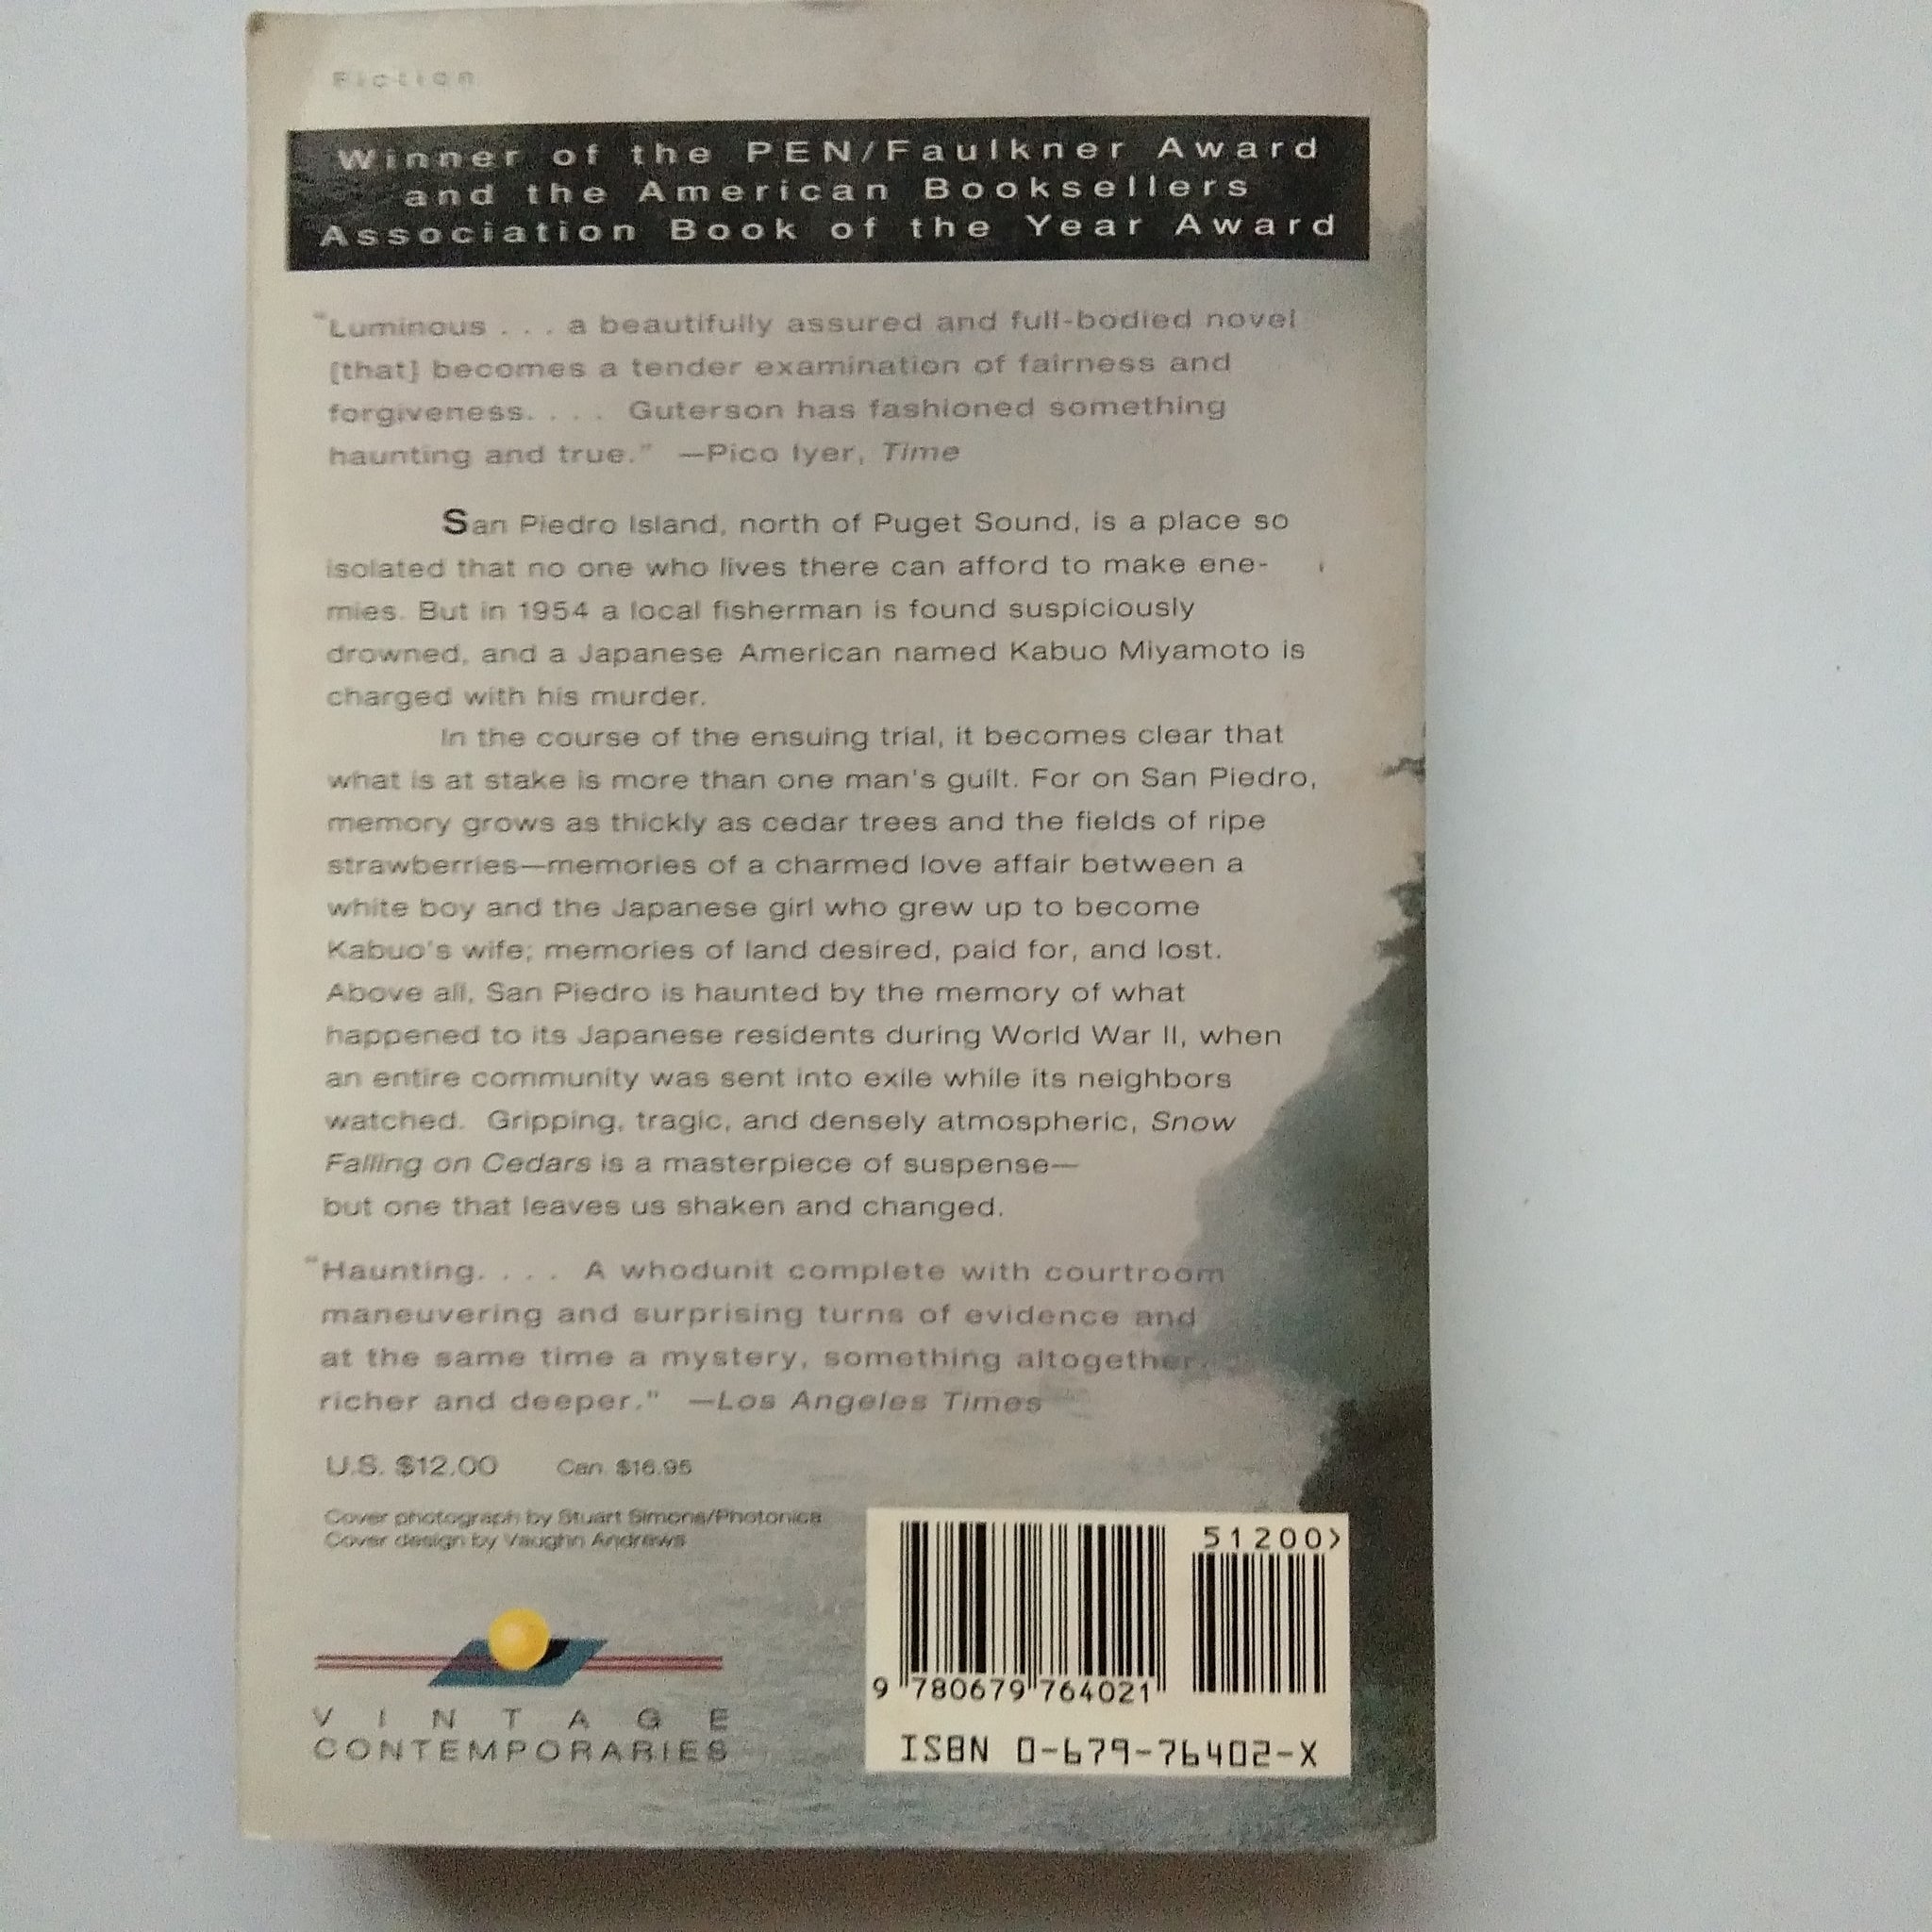 Fiction
Winner of the PEN/Faulkner Award
and the American Booksellers
Association Book of the Year Award
"Luminous . . . a beautifully assured and full-bodied novel
[that] becomes a tender examination of fairness and
forgiveness. . . . Guterson has fashioned something
haunting and true." —Pico Iyer, Time
San Piedro Island, north of Puget Sound, is a place so
isolated that no one who lives there can afford to make ene-
mies. But in 1954 a local fisherman is found suspiciously
drowned, and a Japanese American named Kabuo Miyamoto is
charged with his murder.
In the course of the ensuing trial, it becomes clear that
what is at stake is more than one man's guilt. For on San Piedro,
memory grows as thickly as cedar trees and the fields of ripe
strawberries—memories of a charmed love affair between a
white boy and the Japanese girl who grew up to become
Kabuo's wife; memories of land desired, paid for, and lost.
Above all, San Piedro is haunted by the memory of what
happened to its Japanese residents during World War II, when
an entire community was sent into exile while its neighbors
watched. Gripping, tragic, and densely atmospheric, Snow
Falling on Cedars is a masterpiece of suspense—
but one that leaves us shaken and changed.
"Haunting. . . . A whodunit complete with courtroom
maneuvering and surprising turns of evidence and
at the same time a mystery, something altogether
richer and deeper." —Los Angeles Times
U.S. $12.00 Can. $16.95
Cover photograph by Stuart Simons/Photonica
Cover design by Vaughn Andrews
VINTAGE
CONTEMPORARIES
51200>
9 780679 764021
ISBN 0-679-76402-X